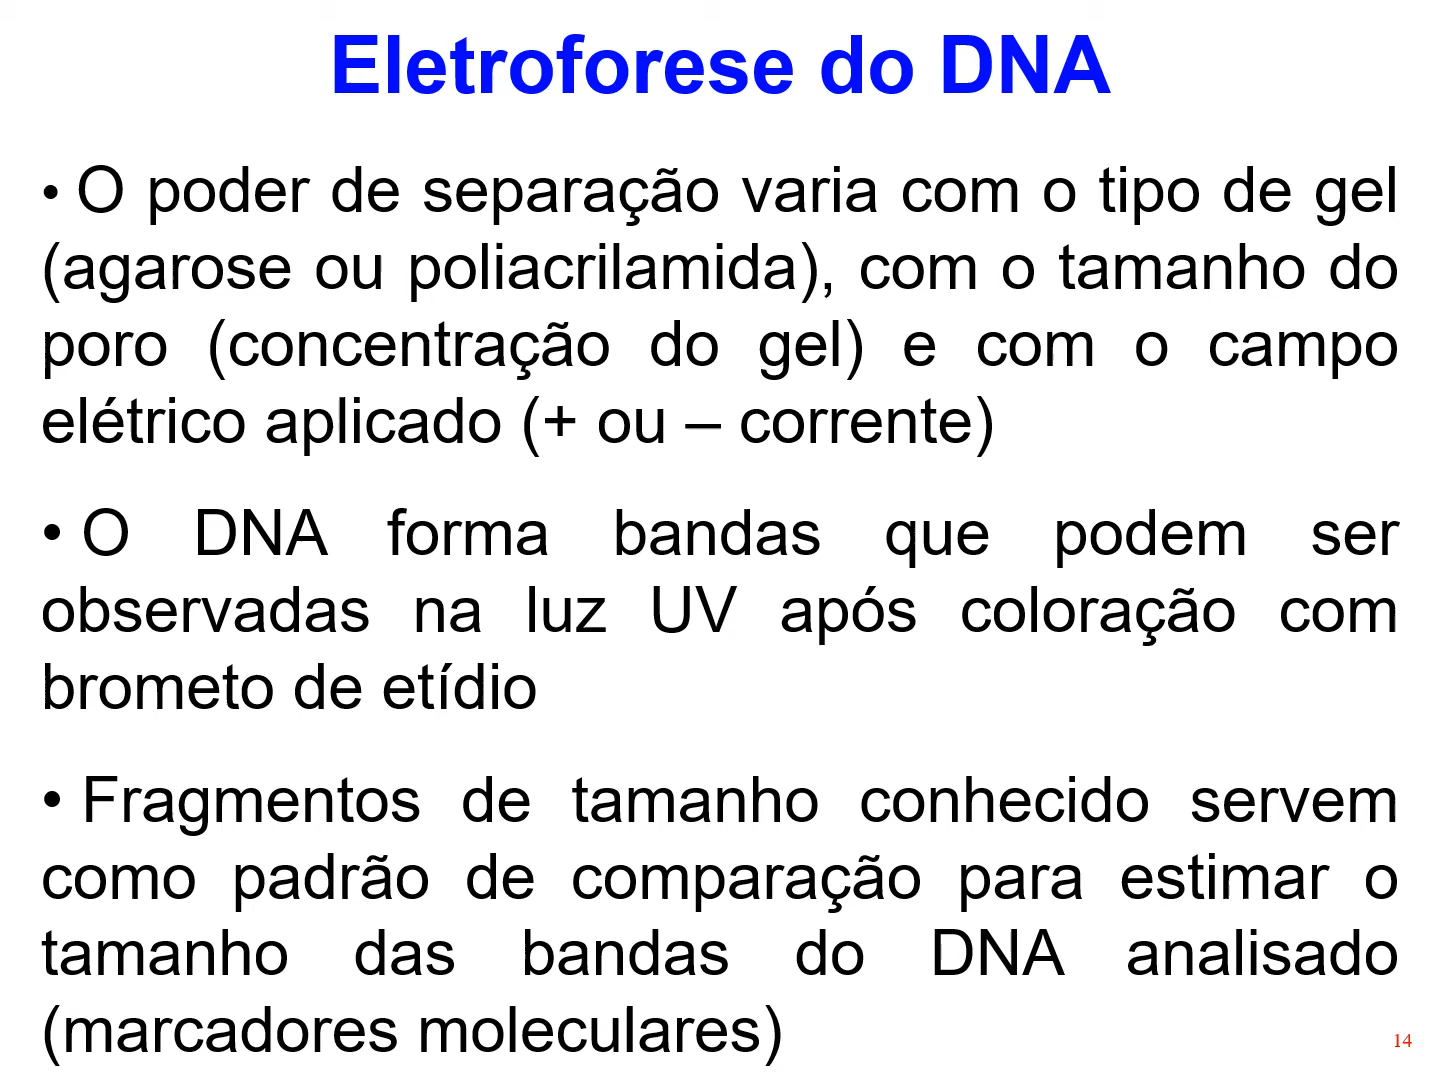 Eletroforese do DNA
• O poder de separação varia com o tipo de gel
(agarose ou poliacrilamida), com o tamanho do
poro (concentração do gel) e com o campo
elétrico aplicado (+ ou – corrente)
• O DNA forma bandas que podem ser
observadas na luz UV após coloração com
brometo de etídio
• Fragmentos de tamanho conhecido servem
como padrão de comparação para estimar o
tamanho das bandas do DNA analisado
(marcadores moleculares)
14